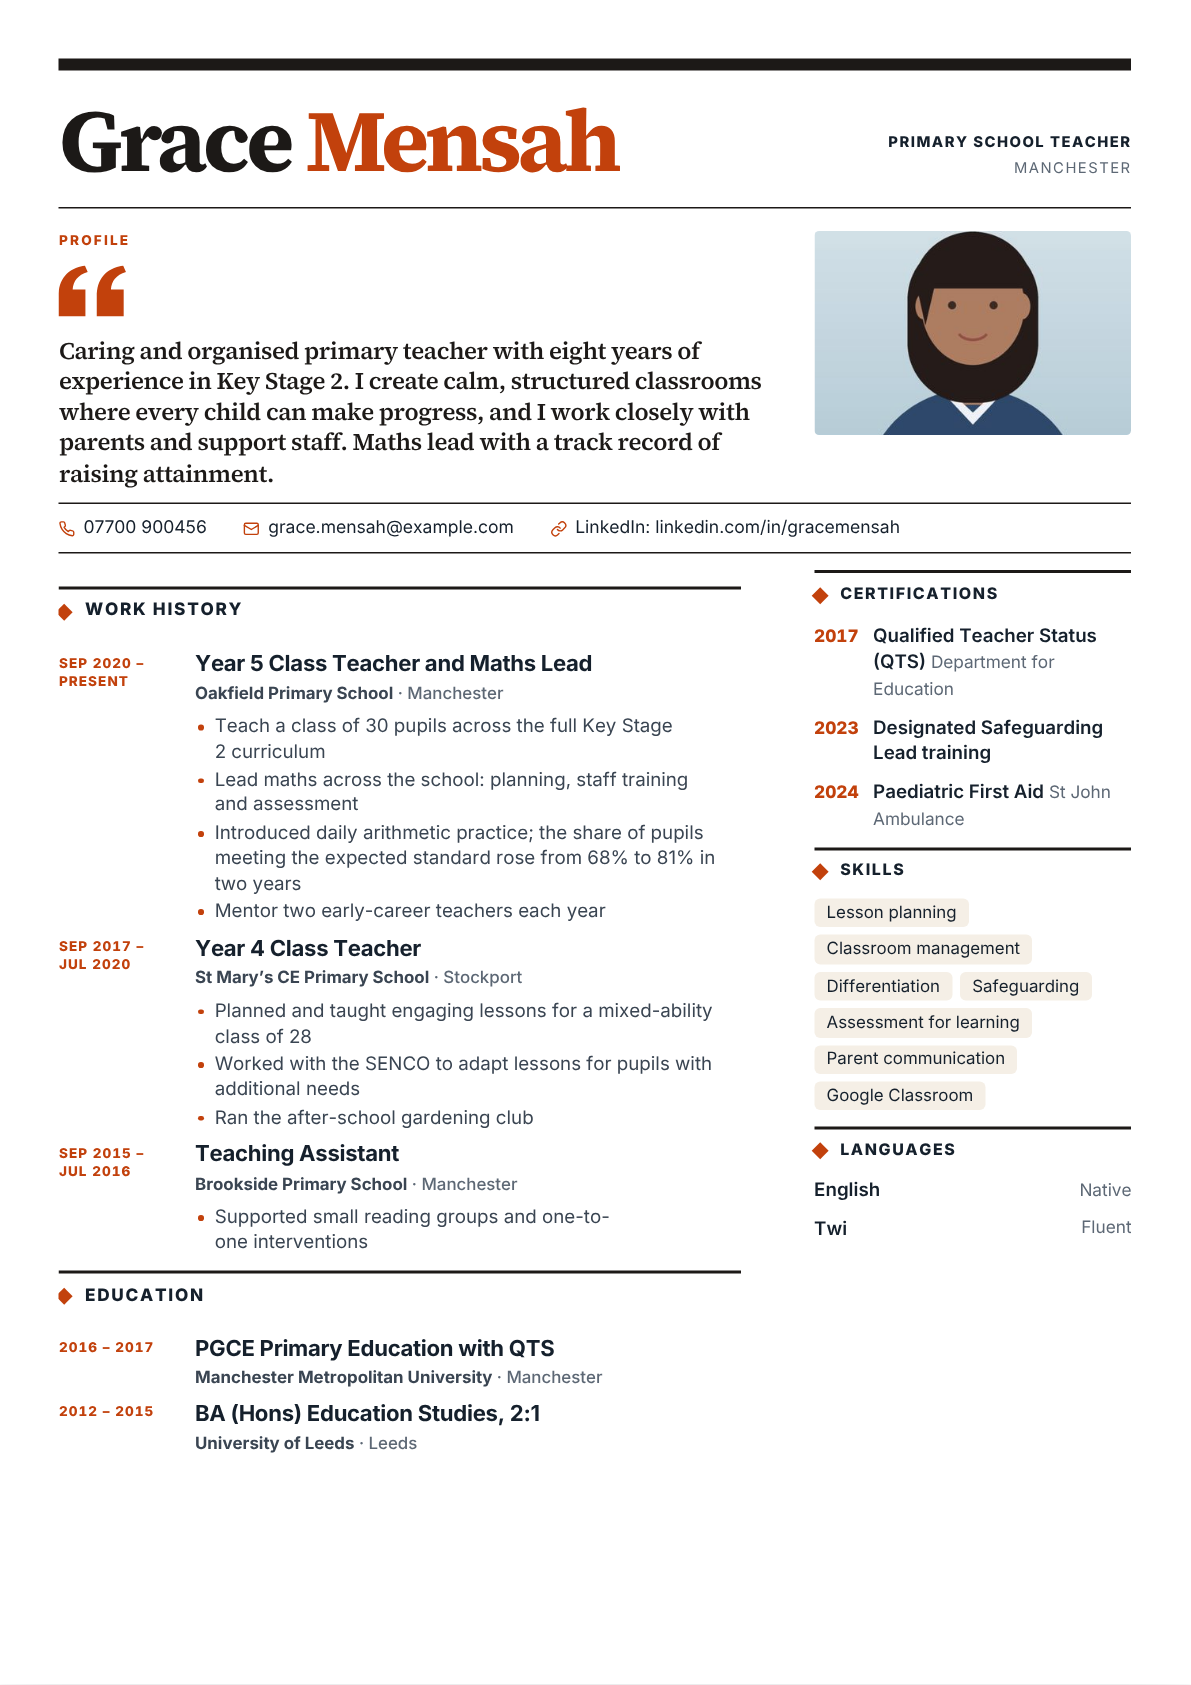 Grace Mensah
PRIMARY SCHOOL TEACHER
MANCHESTER
PROFILE
Caring and organised primary teacher with eight years of
experience in Key Stage 2. I create calm, structured classrooms
where every child can make progress, and I work closely with
parents and support staff. Maths lead with a track record of
raising attainment.
07700 900456
grace.mensah@example.com
LinkedIn: linkedin.com/in/gracemensah
WORK HISTORY
SEP 2020 –
PRESENT
Year 5 Class Teacher and Maths Lead
Oakfield Primary School · Manchester
• Teach a class of 30 pupils across the full Key Stage
2 curriculum
• Lead maths across the school: planning, staff training
and assessment
• Introduced daily arithmetic practice; the share of pupils
meeting the expected standard rose from 68% to 81% in
two years
• Mentor two early-career teachers each year
SEP 2017 –
JUL 2020
Year 4 Class Teacher
St Mary’s CE Primary School · Stockport
• Planned and taught engaging lessons for a mixed-ability
class of 28
• Worked with the SENCO to adapt lessons for pupils with
additional needs
• Ran the after-school gardening club
SEP 2015 –
JUL 2016
Teaching Assistant
Brookside Primary School · Manchester
• Supported small reading groups and one-to-
one interventions
EDUCATION
2016 – 2017
PGCE Primary Education with QTS
Manchester Metropolitan University · Manchester
2012 – 2015
BA (Hons) Education Studies, 2:1
University of Leeds · Leeds
CERTIFICATIONS
2017 Qualified Teacher Status
(QTS) Department for
Education
2023 Designated Safeguarding
Lead training
2024 Paediatric First Aid St John
Ambulance
SKILLS
Lesson planning
Classroom management
Differentiation Safeguarding
Assessment for learning
Parent communication
Google Classroom
LANGUAGES
English Native
Twi Fluent